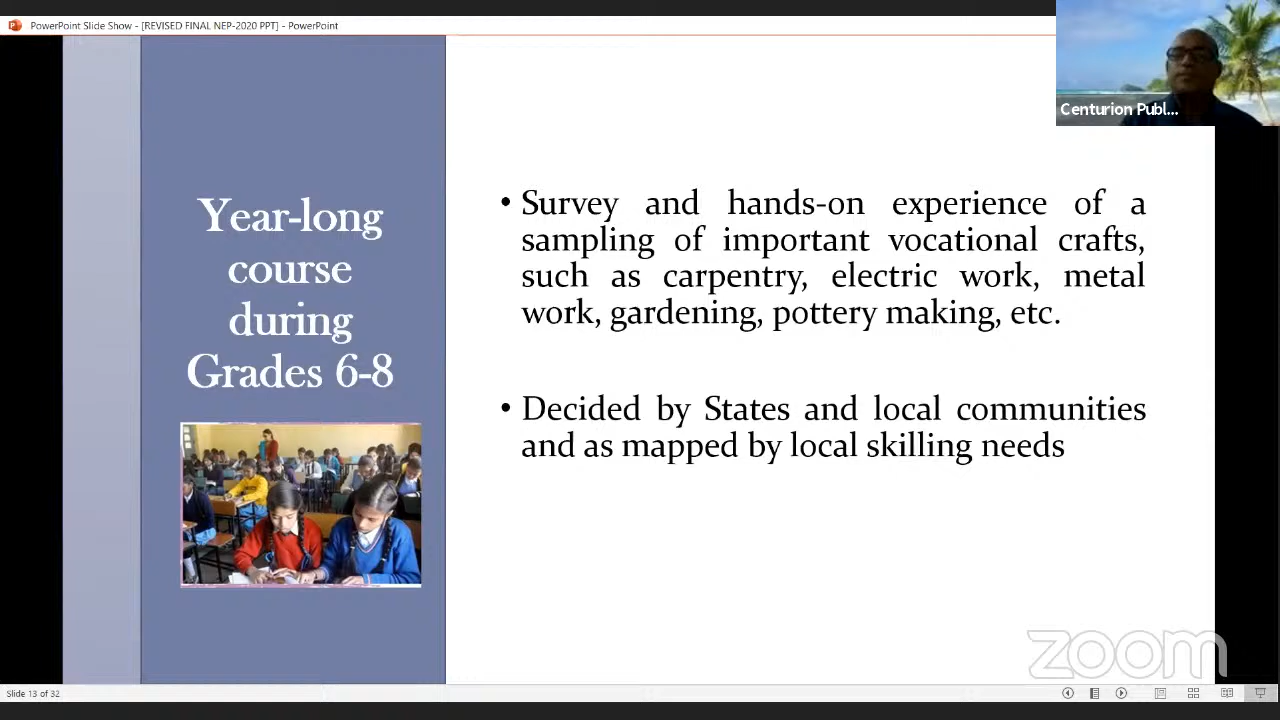 PowerPoint Slide Show - [REVISED FINAL NEP-2020 PPT] - PowerPoint
Centurion Publ...
Year-long
course
during
Grades 6-8
• Survey and hands-on experience of a
sampling of important vocational crafts,
such as carpentry, electric work, metal
work, gardening, pottery making, etc.
• Decided by States and local communities
and as mapped by local skilling needs
zoom
Slide 13 of 32